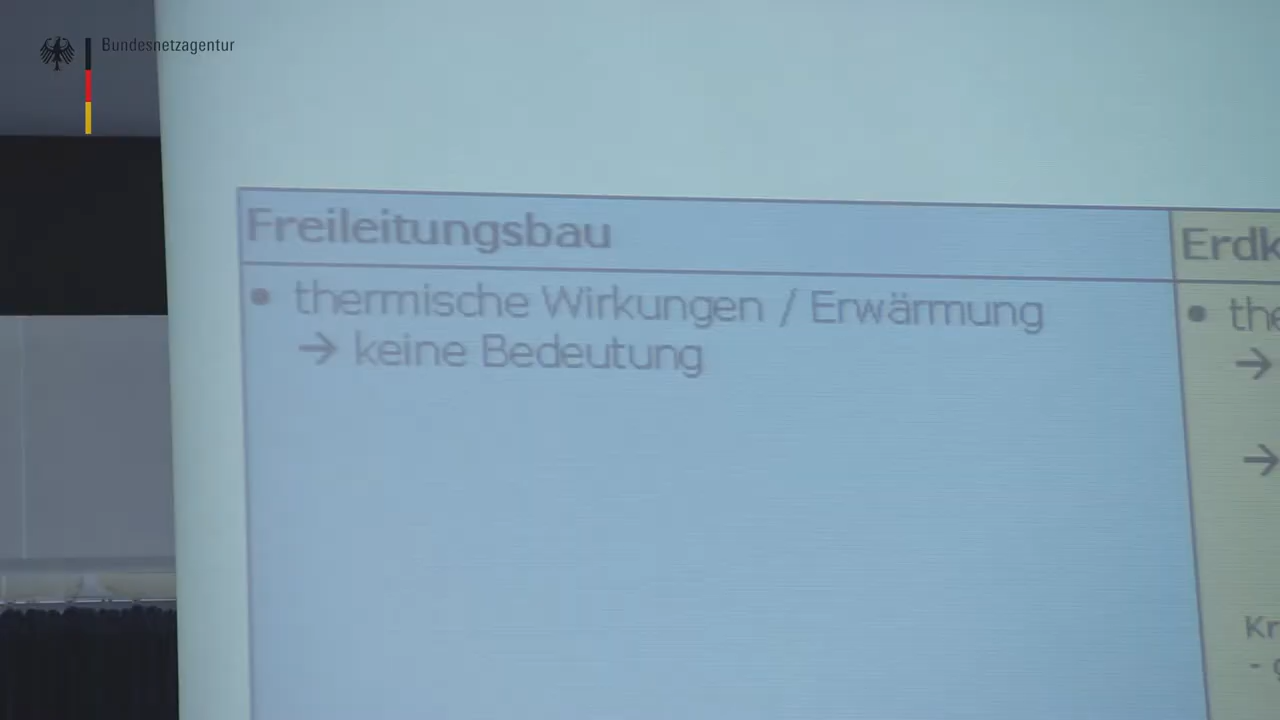 Bundesnetzagentur
Freileitungsbau
• thermische Wirkungen / Erwärmung
→ keine Bedeutung
•
→
→
-